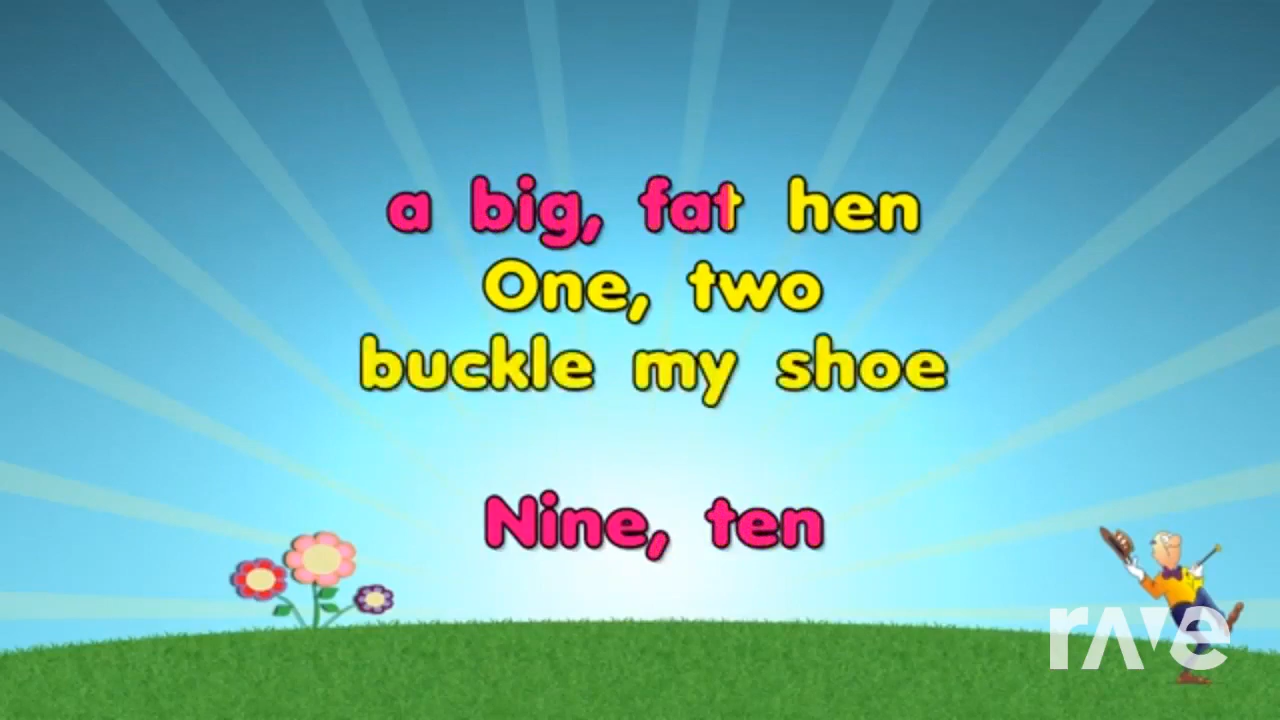 a big, fat hen
One, two
buckle my shoe
Nine, ten
rave